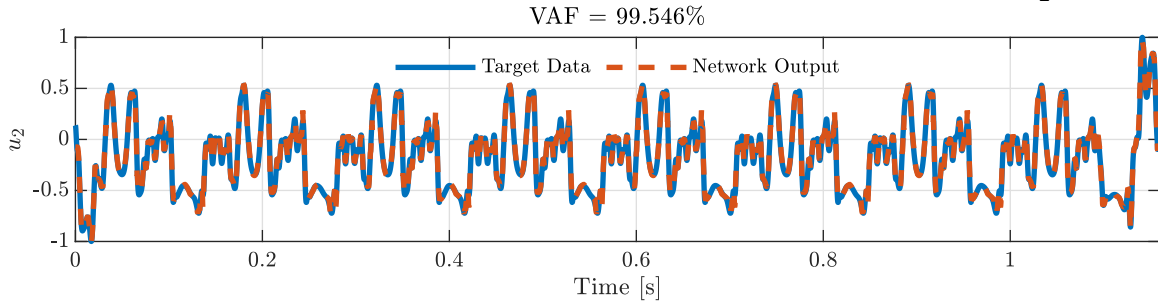 VAF = 99.546%
1
0.5
0
-0.5
-1
u2
Target Data
Network Output
0 0.2 0.4 0.6 0.8 1
Time [s]